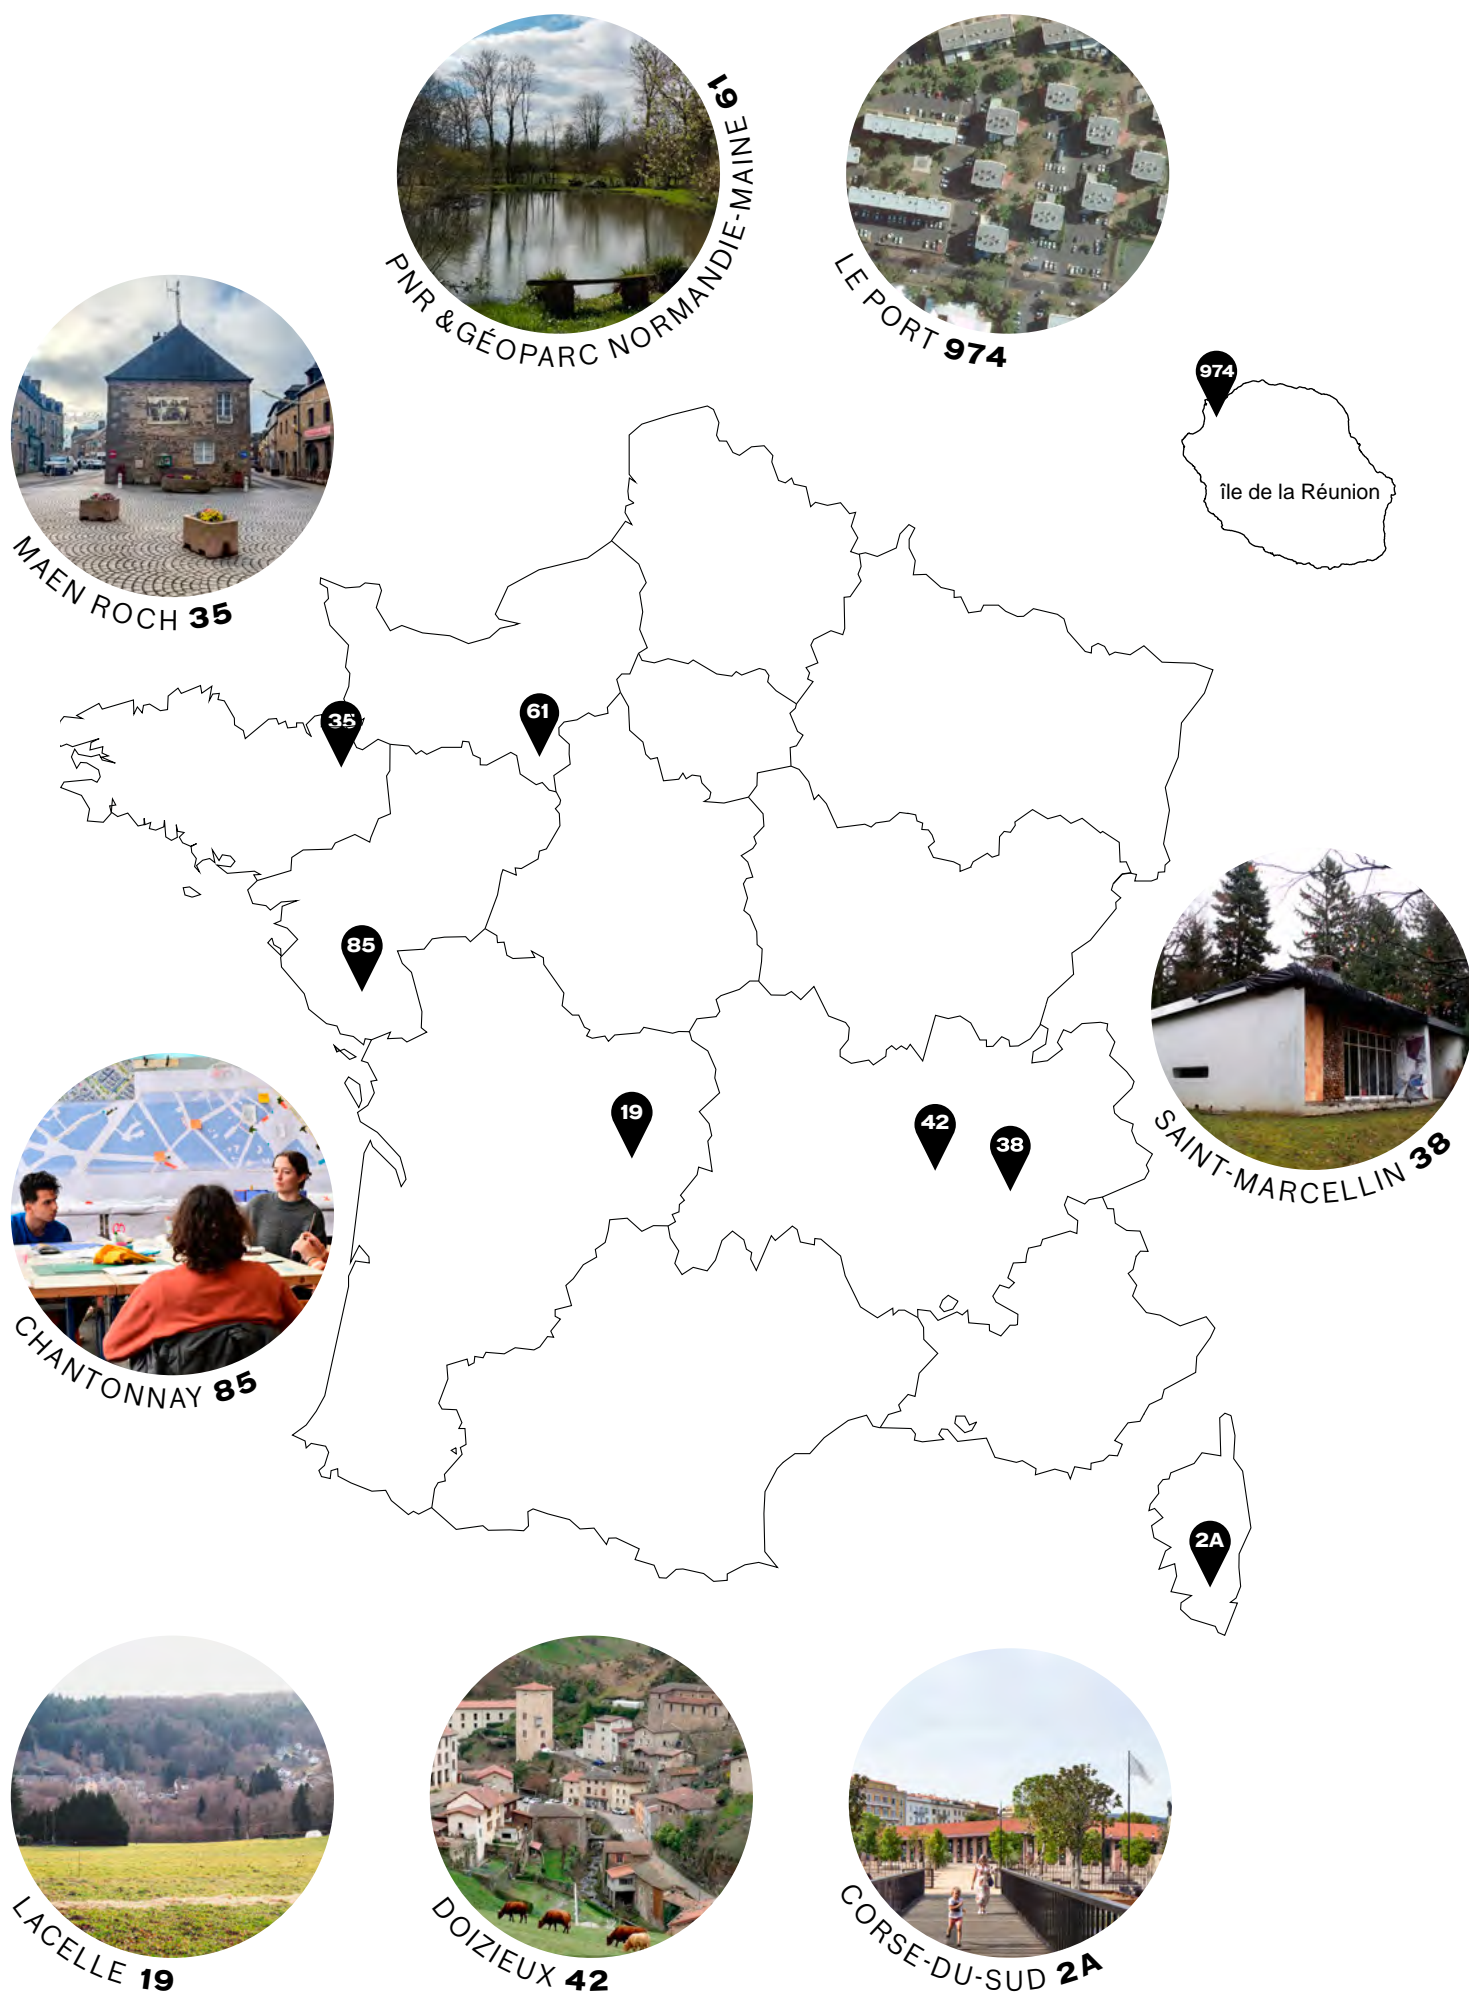 PNR & GÉOPARC NORMANDIE-MAINE 61
LE PORT 974
MAEN ROCH 35
974
île de la Réunion
35
61
85
SAINT-MARCELLIN 38
CHANTONNAY 85
19
42
38
2A
LACELLE 19
DOIZIEUX 42
CORSE-DU-SUD 2A